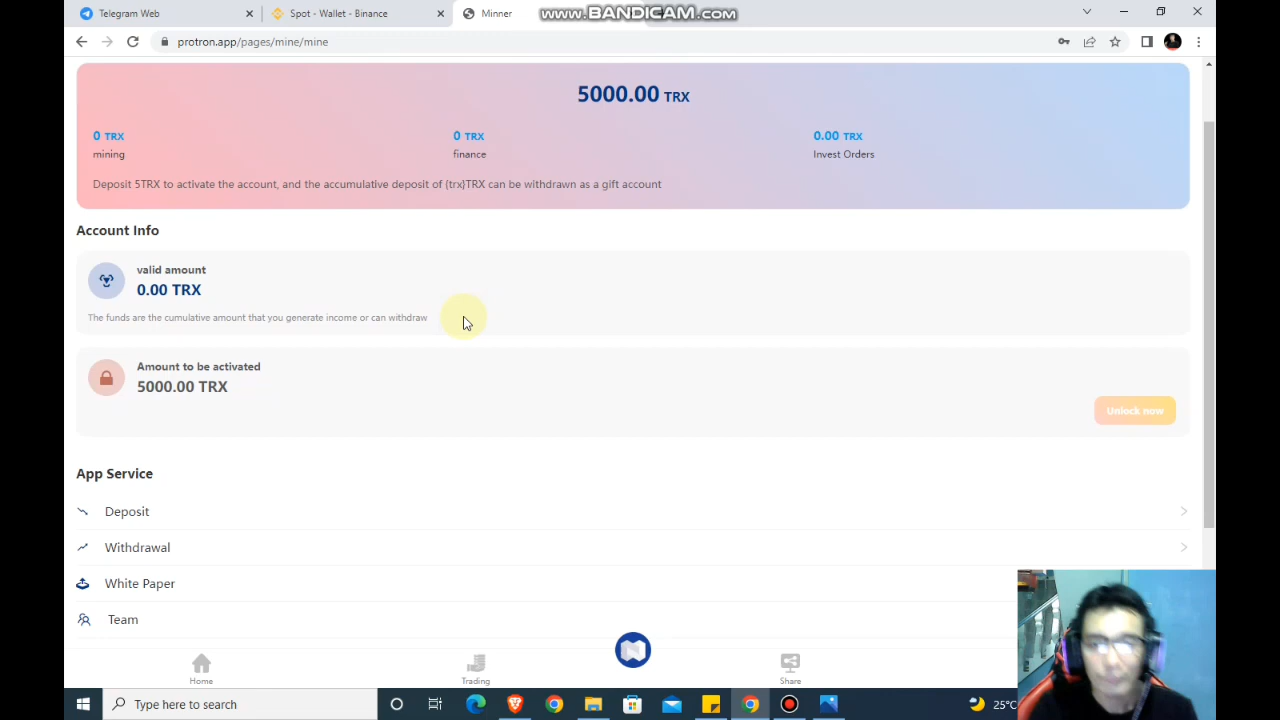 Telegram Web
Spot - Wallet - Binance
Minner
www.BANDICAM.com
protron.app/pages/mine/mine
5000.00 TRX
0 TRX
0 TRX
0.00 TRX
mining
finance
Invest Orders
Deposit 5TRX to activate the account, and the accumulative deposit of {trx}TRX can be withdrawn as a gift account
Account Info
valid amount
0.00 TRX
The funds are the cumulative amount that you generate income or can withdraw
Amount to be activated
5000.00 TRX
Unlock now
App Service
Deposit
Withdrawal
White Paper
Team
Home
Trading
Share
Type here to search
25°C